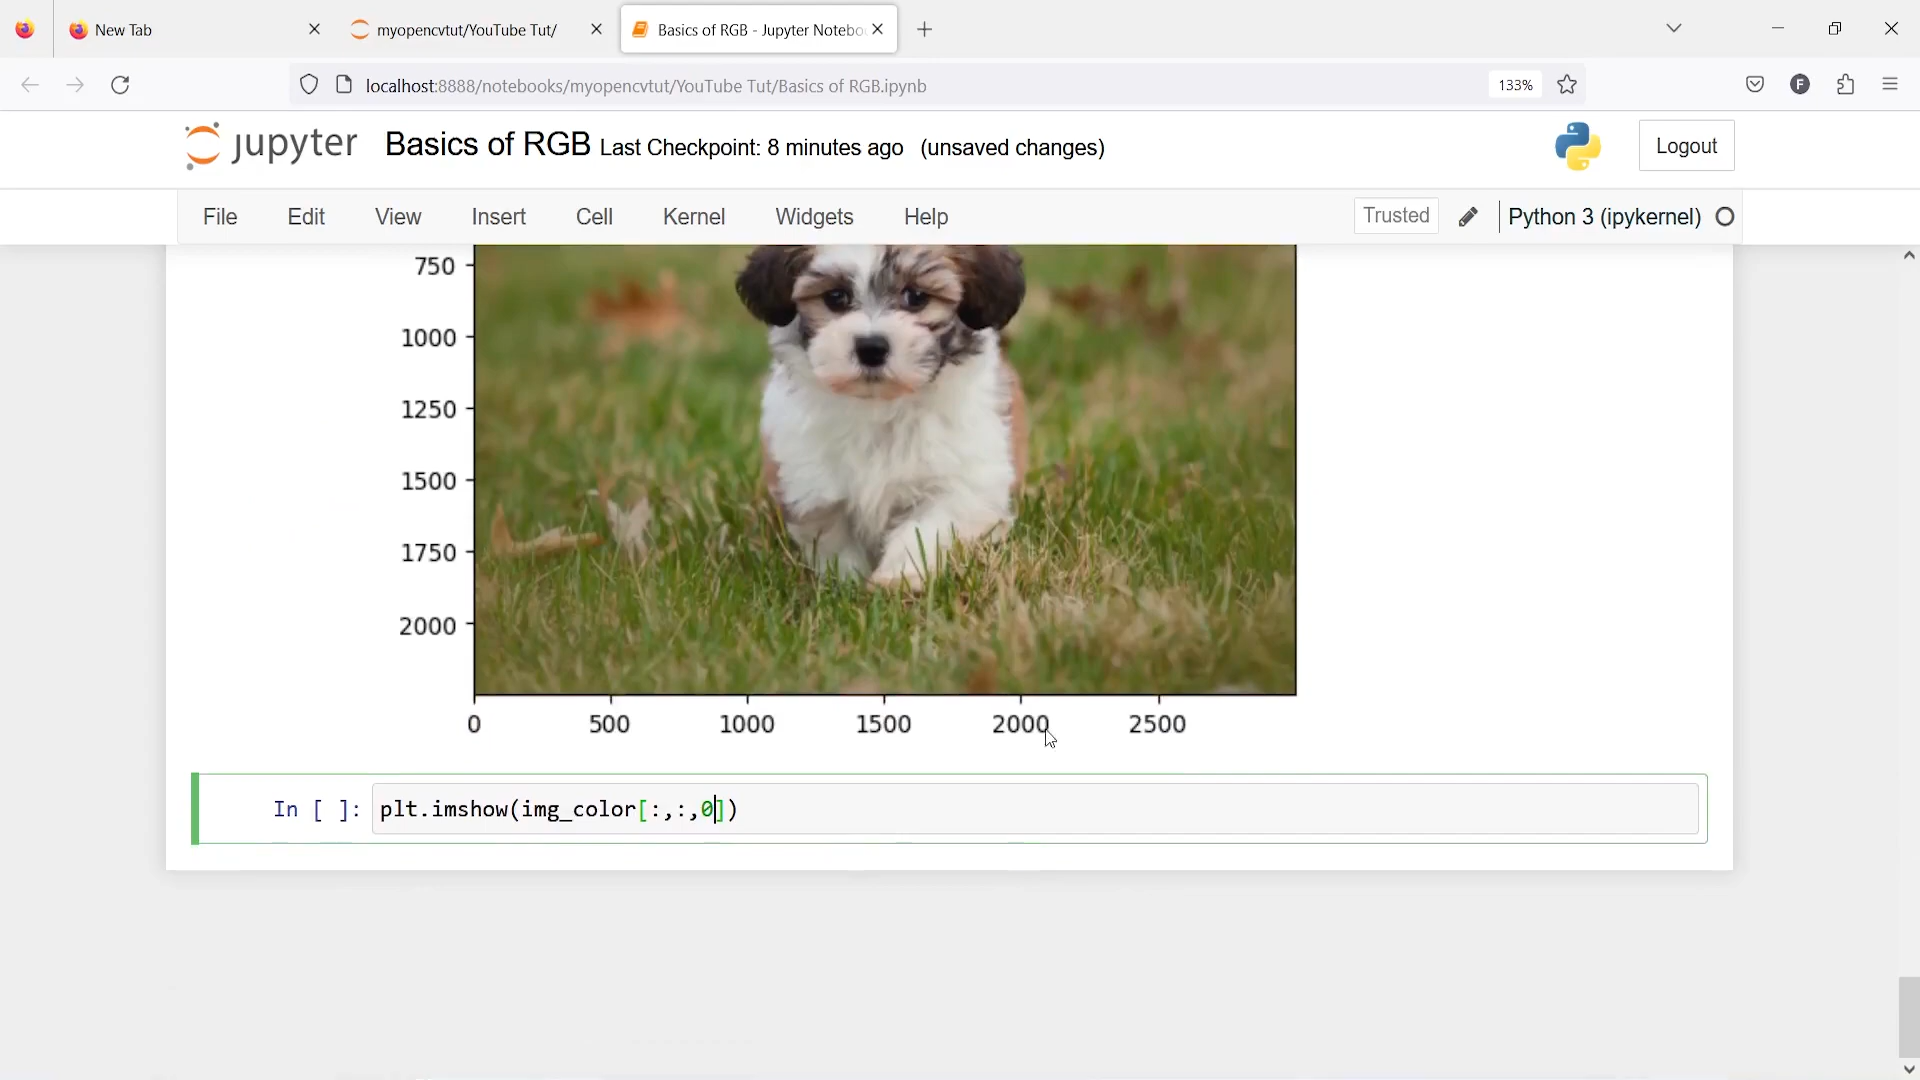 New Tab
myopencvtut/YouTube Tut/
Basics of RGB - Jupyter Notebo
localhost:8888/notebooks/myopencvtut/YouTube Tut/Basics of RGB.ipynb
133%
F
jupyter
Basics of RGB Last Checkpoint: 8 minutes ago (unsaved changes)
Logout
File Edit View Insert Cell Kernel Widgets Help
Trusted
Python 3 (ipykernel)
750
1000
1250
1500
1750
2000
0 500 1000 1500 2000 2500
In [ ]: plt.imshow(img_color[:,:,0])